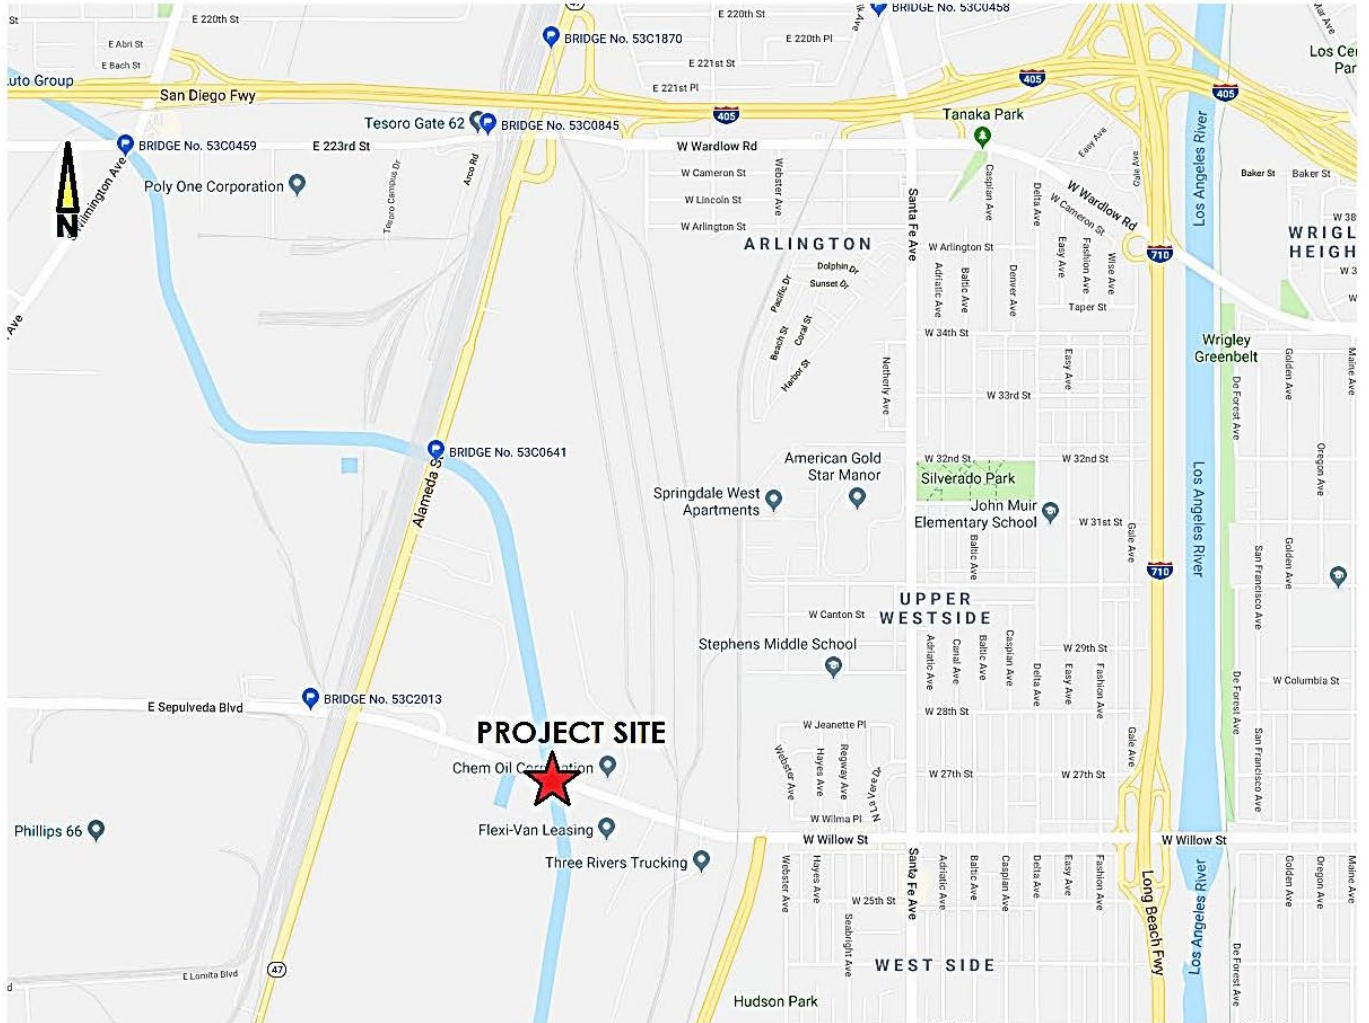 St
E 220th St
47
BRIDGE No. 53C1870
E 220th St
BRIDGE No. 53C0458
E Abri St
E 220th Pl
E Bach St
E 221st St
Los Cer
Par
uto Group
San Diego Fwy
E 221st Pl
405
405
405
Tesoro Gate 62
BRIDGE No. 53C0845
Tanaka Park
BRIDGE No. 53C0459
E 223rd St
W Wardlow Rd
Easy Ave
Gale Ave
Los Angeles River
Poly One Corporation
Tesoro Campus Dr
Arco Rd
W Cameron St
Webster Ave
Caspian Ave
Delta Ave
W Wardlow Rd
Baker St
Baker St
N
Wilmington Ave
W Lincoln St
Santa Fe Ave
W Cameron St
W 38
W Arlington St
ARLINGTON
W Arlington St
Easy Ave
Fashion Ave
Wise Ave
710
WRIGL
HEIGH
Dolphin Dr
Sunset Dr
Pacific Dr
Adriatic Ave
Baltic Ave
Denver Ave
W 3
W
Taper St
Ave
Beach St
Coral St
Harbor St
W 34th St
Wrigley
Greenbelt
Netherly Ave
Easy Ave
W 33rd St
De Forest Ave
Golden Ave
Maine Ave
BRIDGE No. 53C0641
Alameda S
American Gold
Star Manor
W 32nd St
W 32nd St
Silverado Park
Oregon Ave
Springdale West
Apartments
John Muir
Elementary School
W 31st St
Los Angeles River
Baltic Ave
Gale Ave
San Francisco Ave
Golden Ave
710
W Canton St
UPPER
WESTSIDE
Stephens Middle School
Adriatic Ave
Canal Ave
Baltic Ave
Caspian Ave
Delta Ave
Easy Ave
Fashion Ave
W 29th St
De Forest Ave
W Columbia St
BRIDGE No. 53C2013
E Sepulveda Blvd
W 28th St
PROJECT SITE
W Jeanette Pl
Webster Ave
Hayes Ave
Regway Ave
Gale Ave
San Francisco Ave
Chem Oil Corporation
W 27th St
W 27th St
Phillips 66
Flexi-Van Leasing
W Wilma Pl
W Willow St
W Willow St
Three Rivers Trucking
Webster Ave
Hayes Ave
Santa Fe Ave
Adriatic Ave
Baltic Ave
Caspian Ave
Delta Ave
Easy Ave
Fashion Ave
Golden Ave
Oregon Ave
Maine Ave
W 25th St
Seabright Ave
Long Beach Fwy
Los Angeles River
De Forest Ave
E Lomita Blvd
47
WEST SIDE
Hudson Park
d